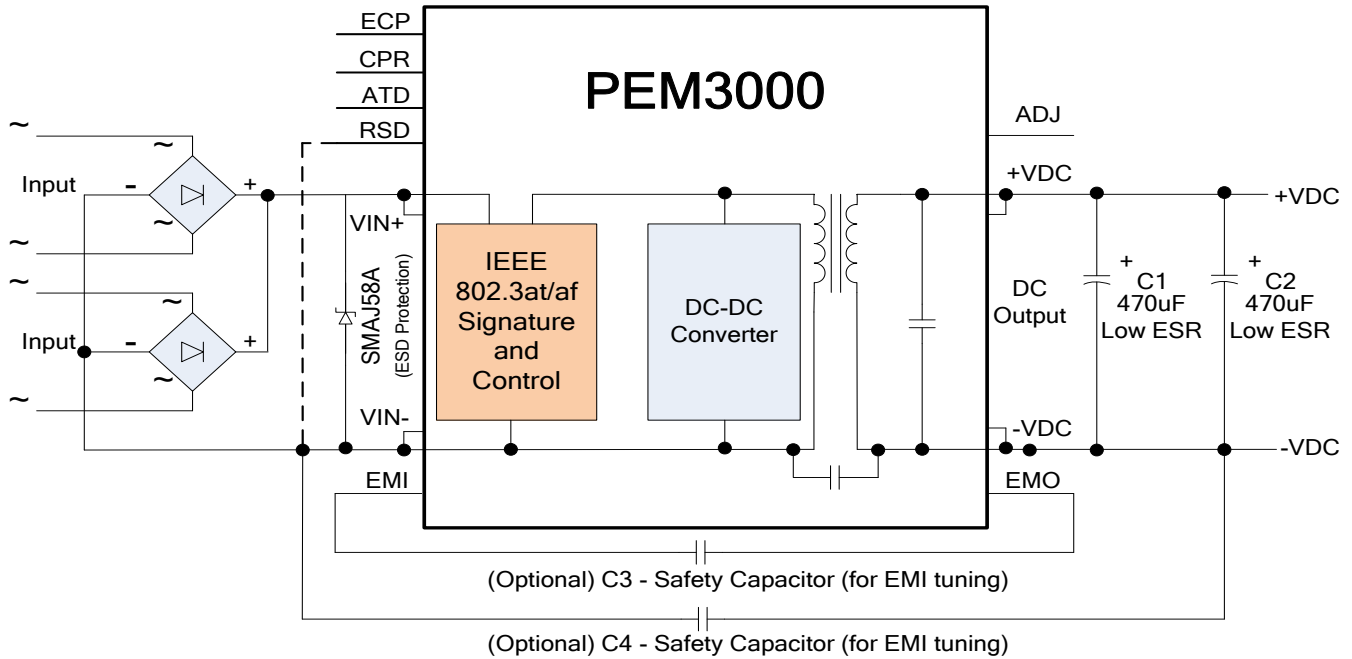 ECP
CPR
ATD
RSD
PEM3000
ADJ
~
~
~
~
~
~
~
~
Input
-
+
Input
-
+
VIN+
VIN-
SMAJ58A
(ESD Protection)
IEEE
802.3at/af
Signature
and
Control
DC-DC
Converter
+VDC
DC
Output
-VDC
+
C1
470uF
Low ESR
+
C2
470uF
Low ESR
+VDC
-VDC
EMI
EMO
(Optional) C3 - Safety Capacitor (for EMI tuning)
(Optional) C4 - Safety Capacitor (for EMI tuning)